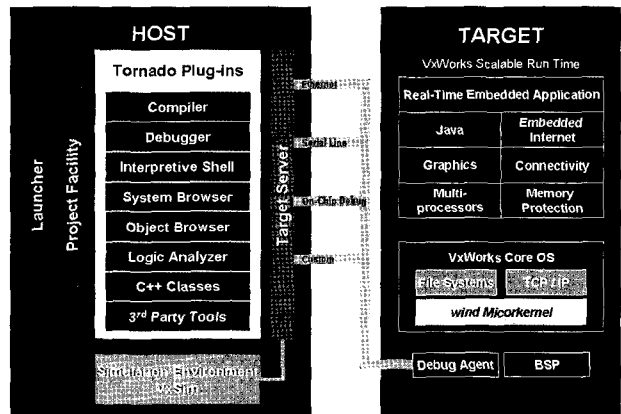 HOST
Launcher
Project Facility
Tornado Plug-ins
Compiler
Debugger
Interpretive Shell
System Browser
Object Browser
Logic Analyzer
C++ Classes
3rd Party Tools
Target Server
Simulation Environment
VxSim
Ethernet
Serial Line
On-Chip Debug
Custom
TARGET
VxWorks Scalable Run Time
Real-Time Embedded Application
Java
Embedded
Internet
Graphics
Connectivity
Multi-
processors
Memory
Protection
VxWorks Core OS
File Systems
TCP / IP
wind Micorkernel
Debug Agent
BSP